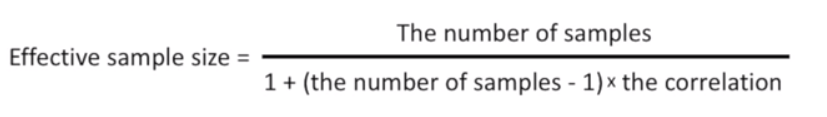 The number of samples
Effective sample size =
1 + (the number of samples - 1) × the correlation